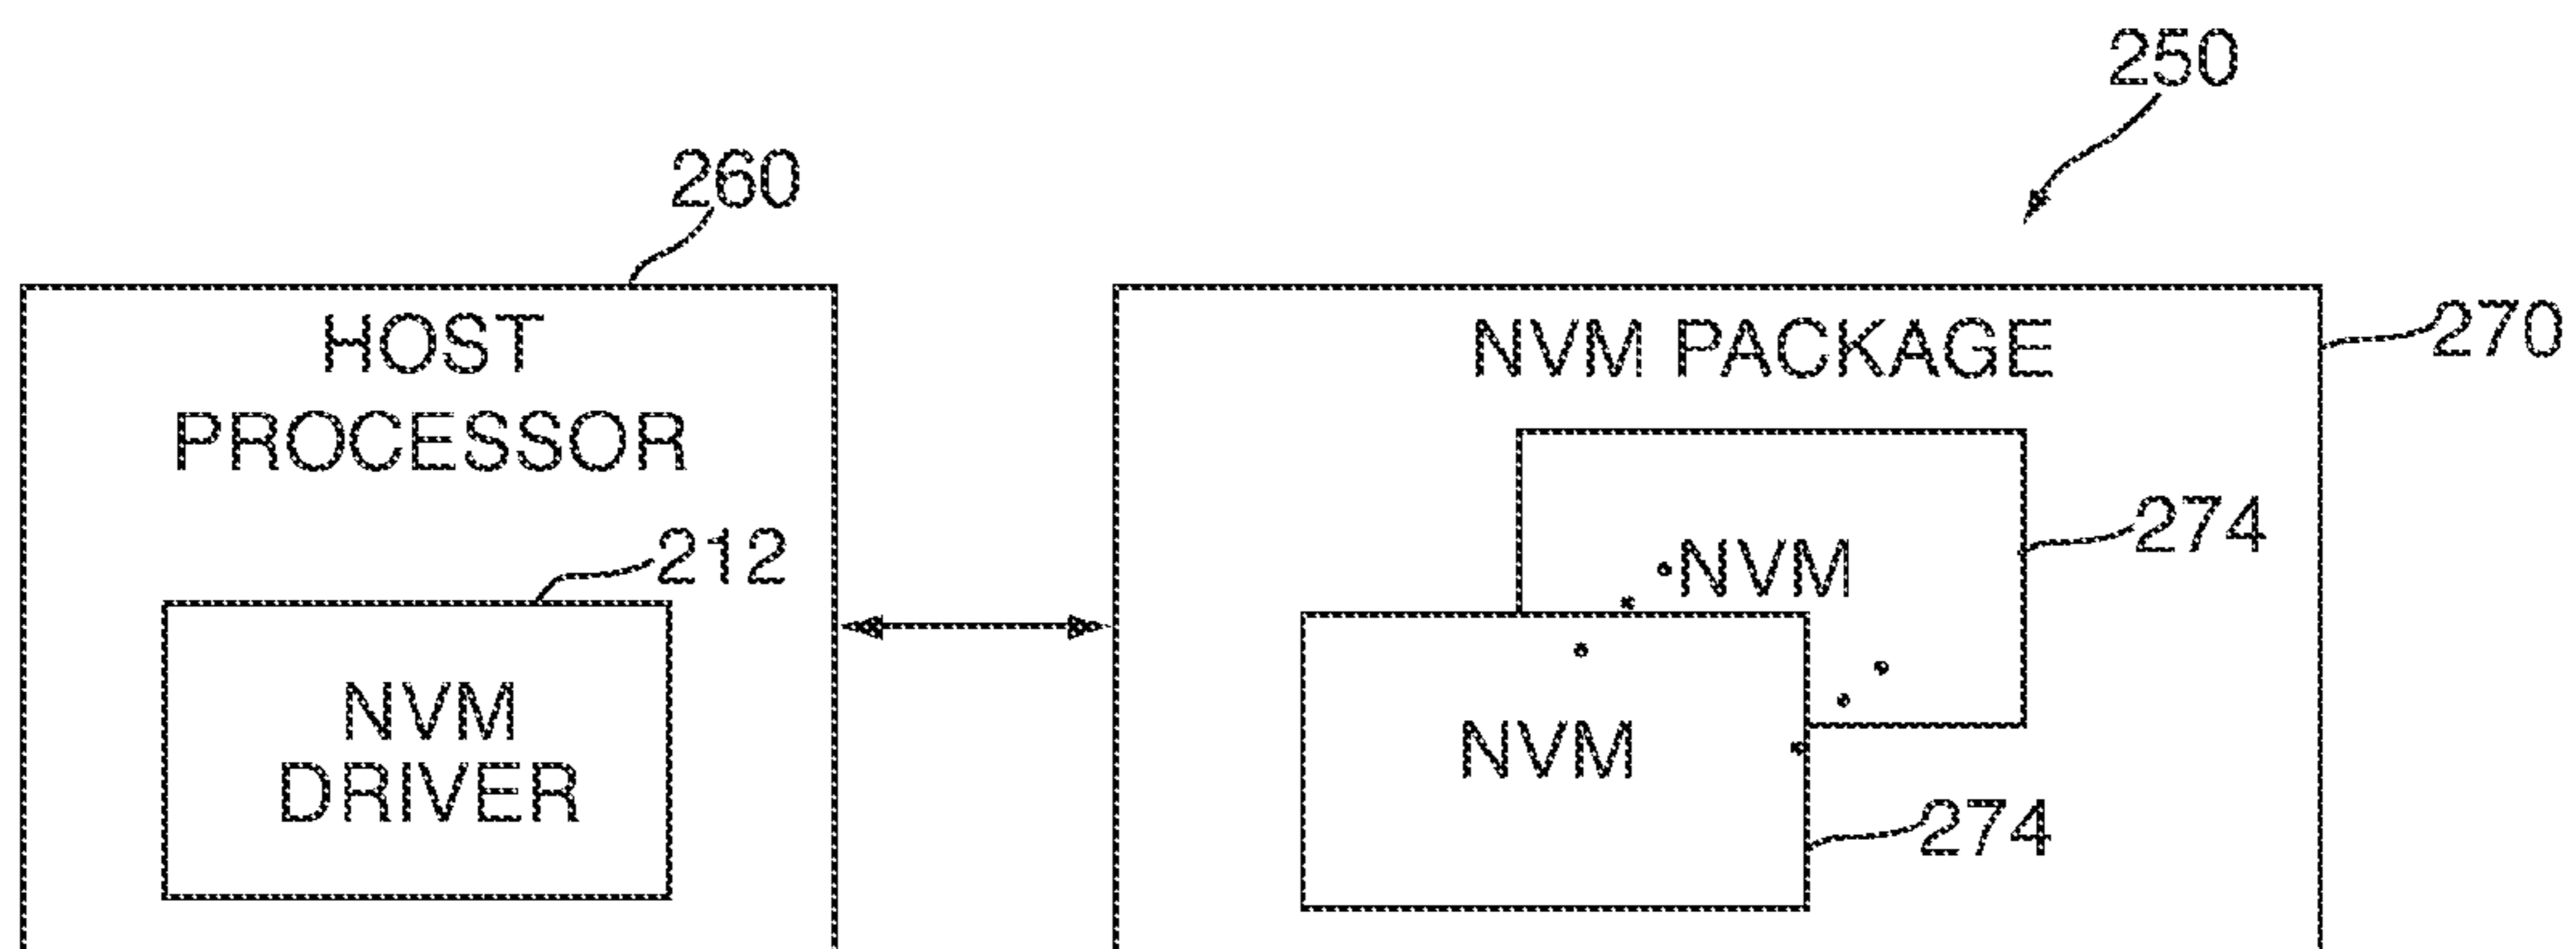 250
260
HOST
PROCESSOR
NVM PACKAGE
270
212
NVM
DRIVER
NVM
274
NVM
274